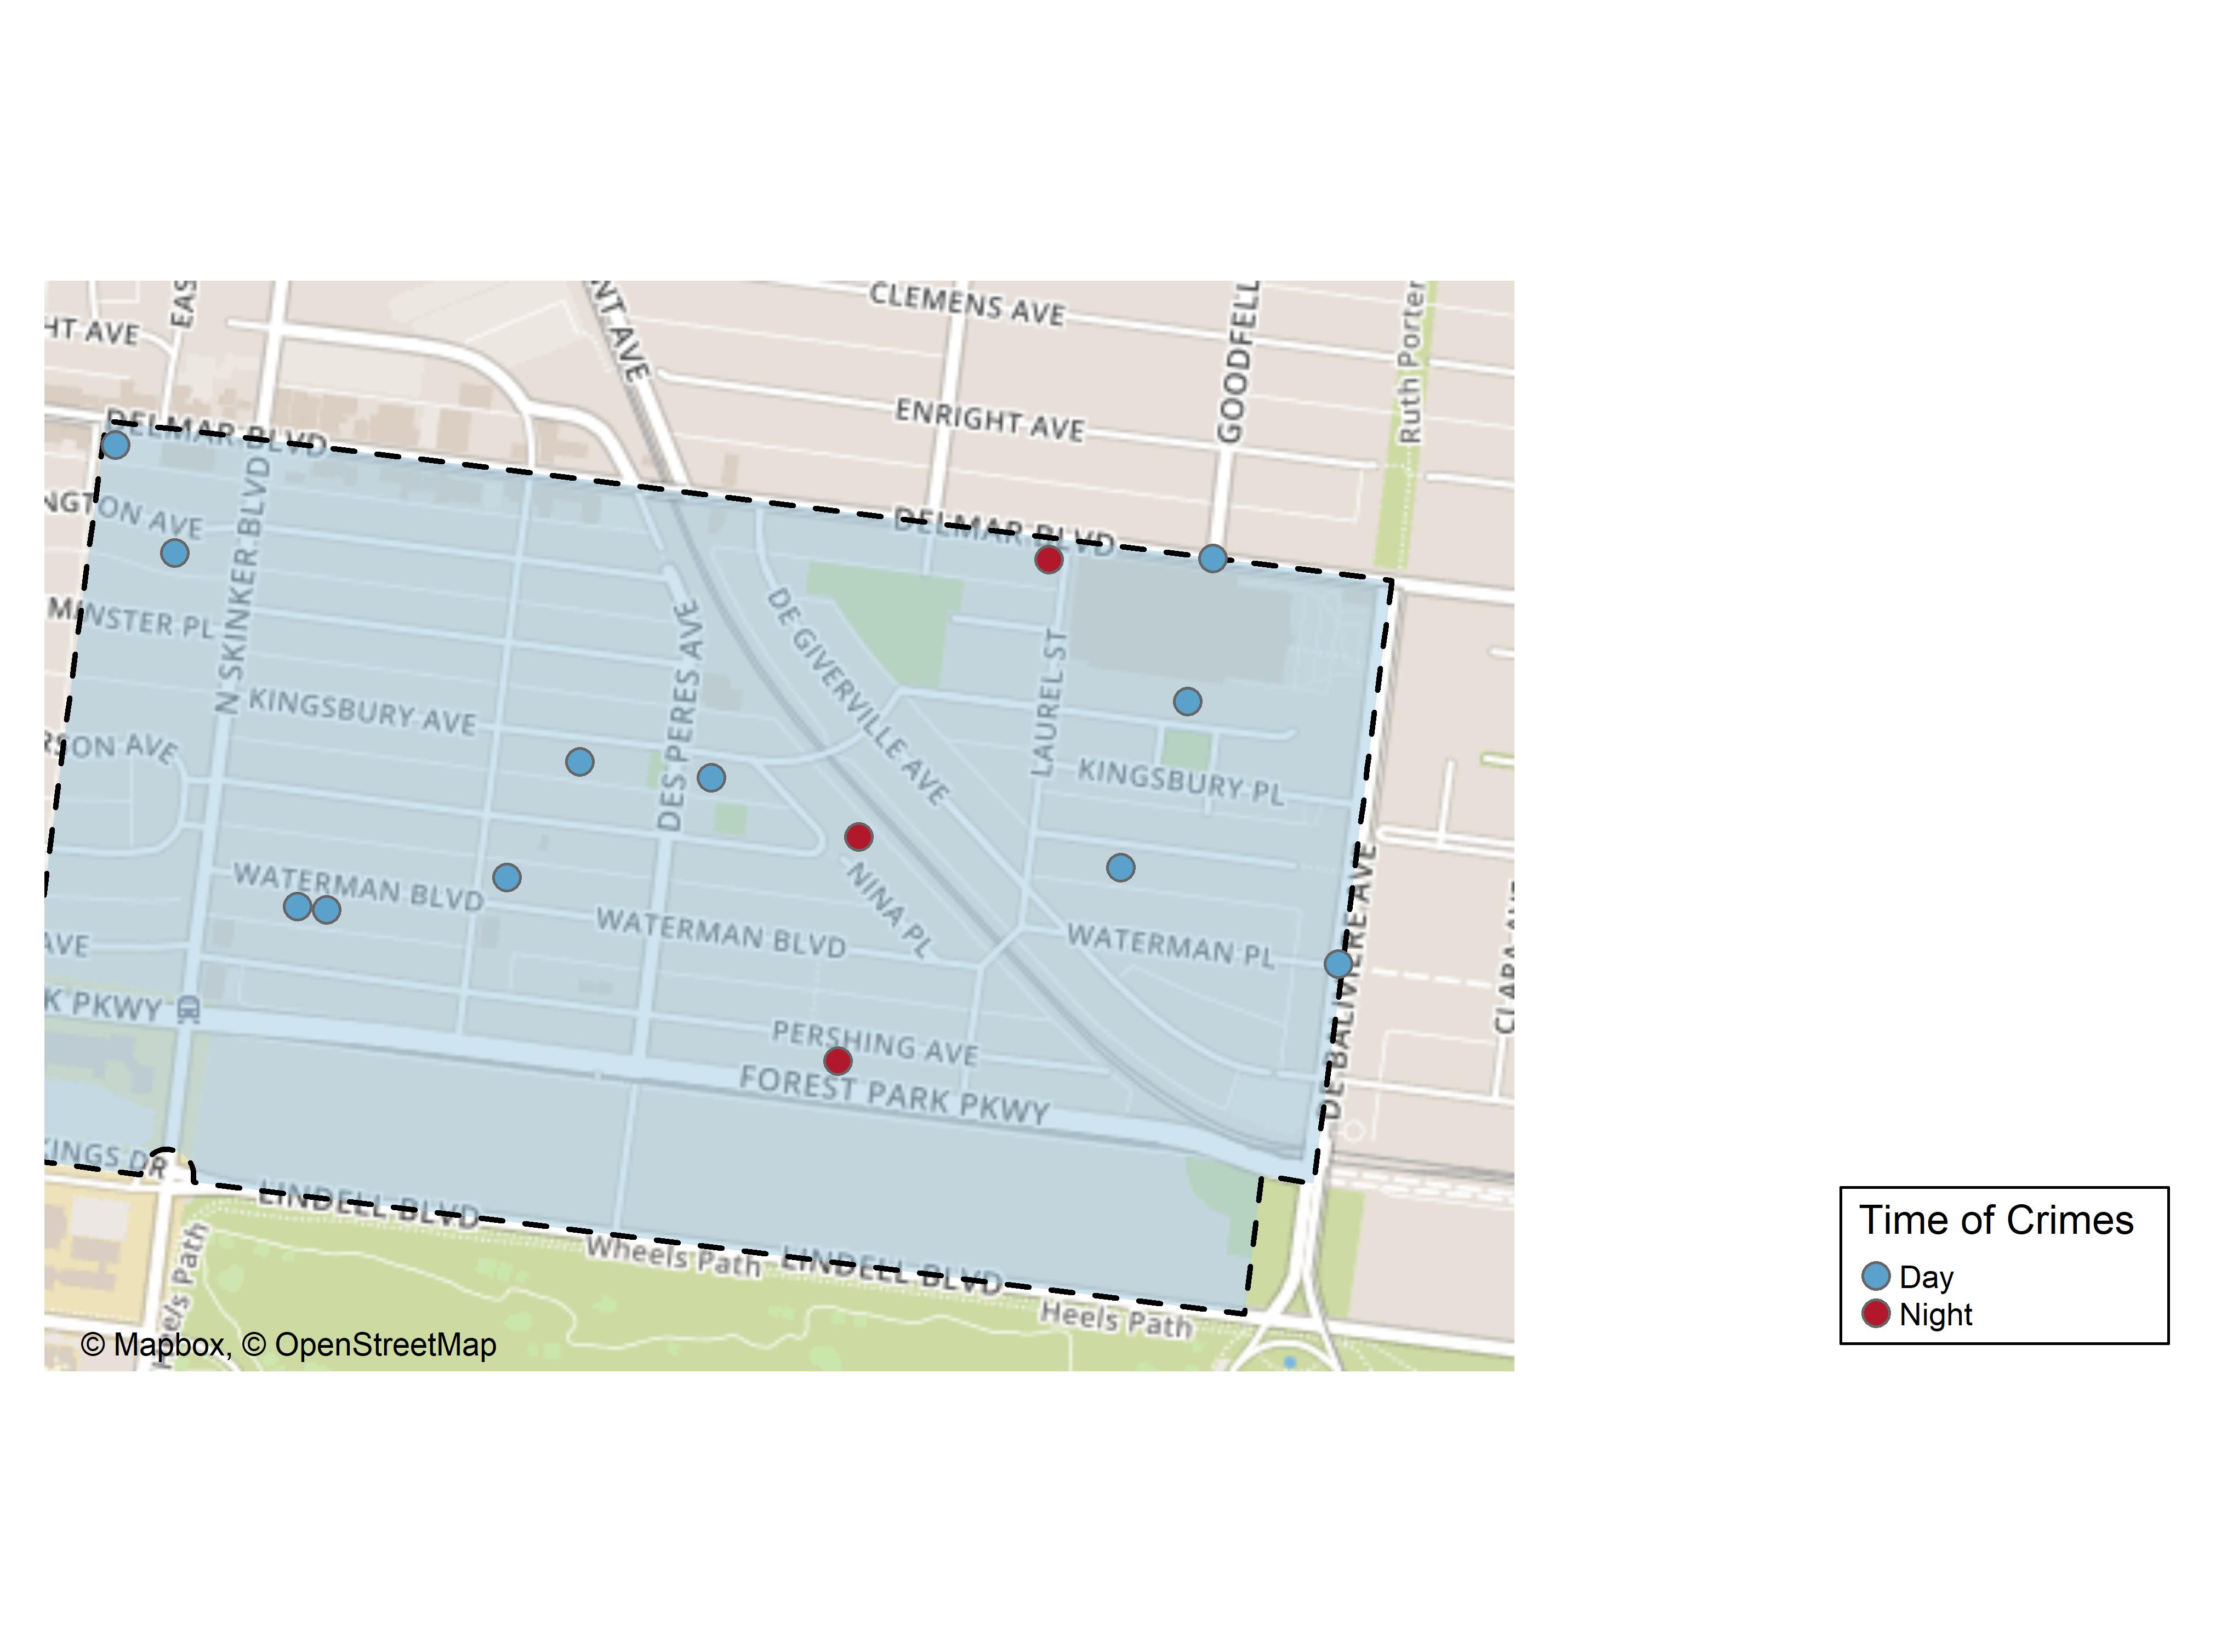 CLEMENS AVE
EAS
HT AVE
NT AVE
GOODFELL
Ruth Porter
ENRIGHT AVE
DELMAR BLVD
NGTON AVE
DELMAR BLVD
N SKINKER BLVD
MINSTER PL
DES PERES AVE
DE GIVERVILLE AVE
LAUREL ST
KINGSBURY AVE
RSON AVE
KINGSBURY PL
WATERMAN BLVD
NINA PL
WATERMAN BLVD
WATERMAN PL
DE BALIVIERE AVE
CLARA AVE
AVE
K PKWY
PERSHING AVE
FOREST PARK PKWY
KINGS DR
LINDELL BLVD
Wheels Path
LINDELL BLVD
Heels Path
heels Path
© Mapbox, © OpenStreetMap
Time of Crimes
Day
Night